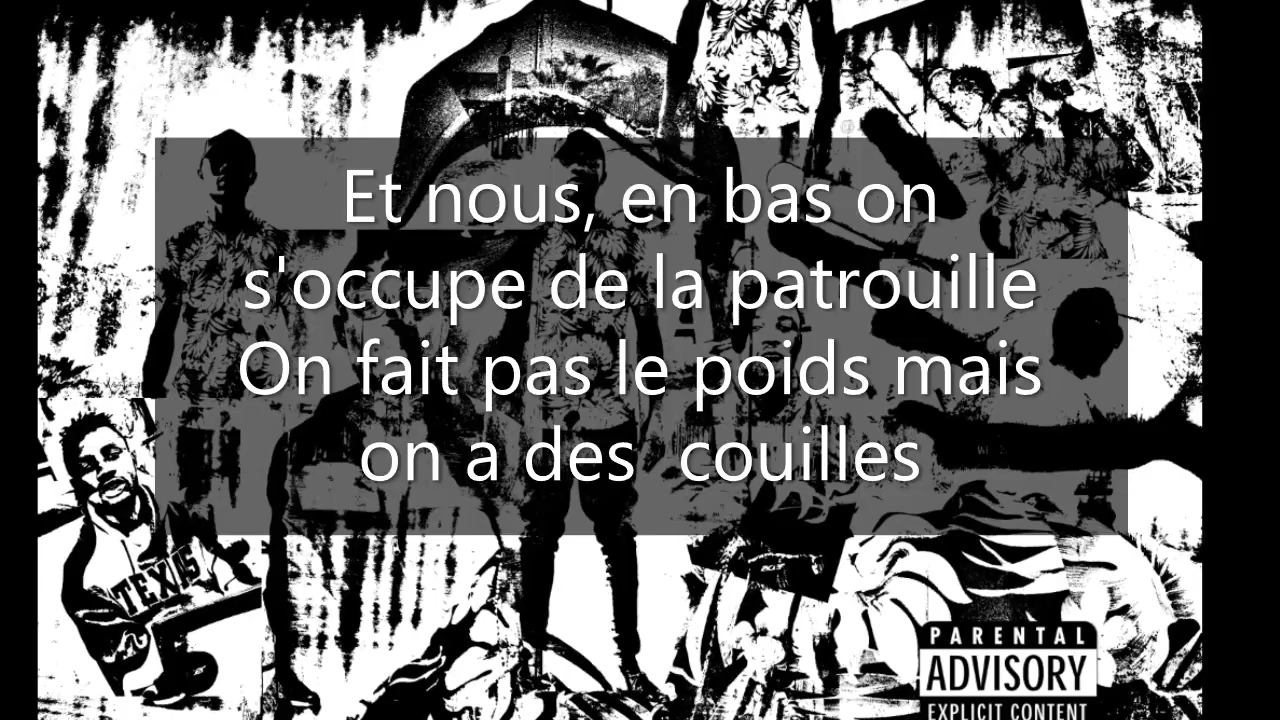 Et nous, en bas on
s'occupe de la patrouille
On fait pas le poids mais
on a des  couilles
TEXAS
PARENTAL
ADVISORY
EXPLICIT CONTENT